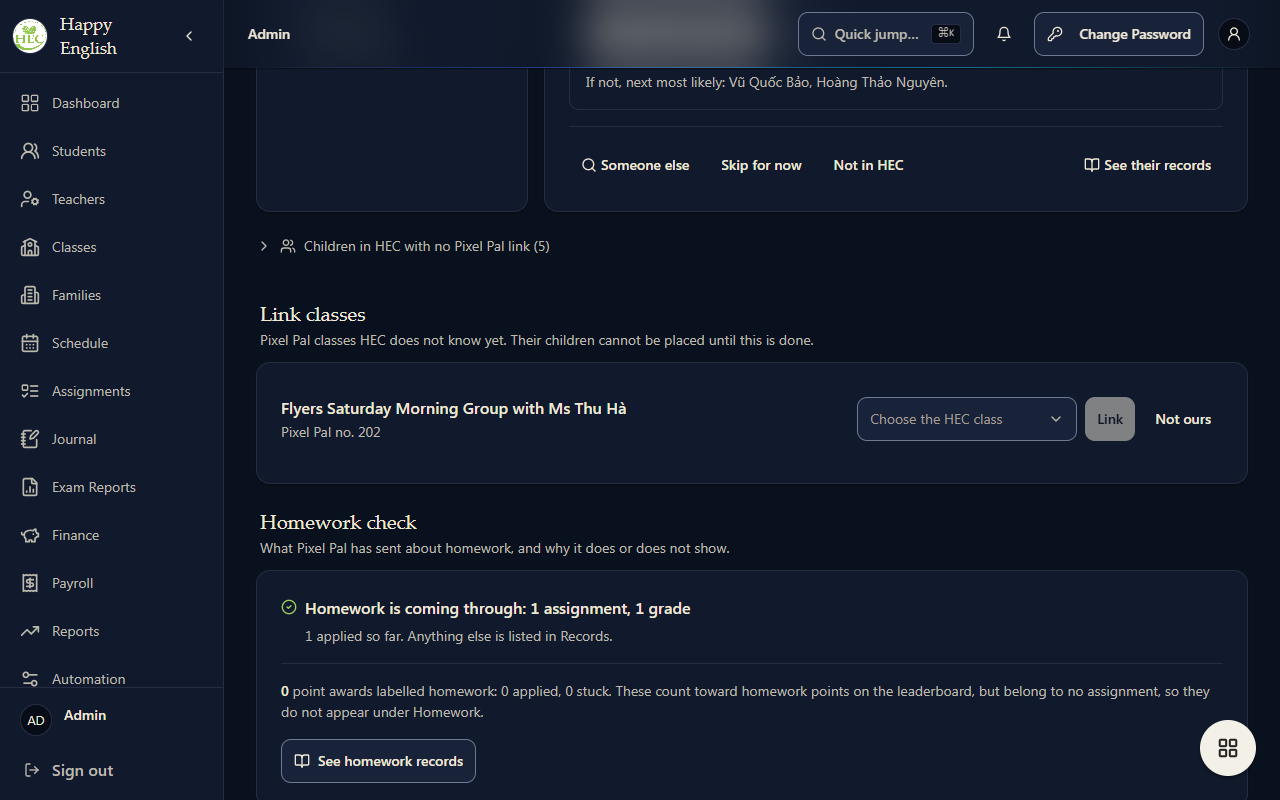 HEC
Happy
English
Dashboard
Students
Teachers
Classes
Families
Schedule
Assignments
Journal
Exam Reports
Finance
Payroll
Reports
Automation
AD
Admin
Sign out
Admin
Quick jump...
⌘K
Change Password
If not, next most likely: Vũ Quốc Bảo, Hoàng Thảo Nguyên.
Someone else
Skip for now
Not in HEC
See their records
Children in HEC with no Pixel Pal link (5)
Link classes
Pixel Pal classes HEC does not know yet. Their children cannot be placed until this is done.
Flyers Saturday Morning Group with Ms Thu Hà
Pixel Pal no. 202
Choose the HEC class
Link
Not ours
Homework check
What Pixel Pal has sent about homework, and why it does or does not show.
Homework is coming through: 1 assignment, 1 grade
1 applied so far. Anything else is listed in Records.
0 point awards labelled homework: 0 applied, 0 stuck. These count toward homework points on the leaderboard, but belong to no assignment, so they
do not appear under Homework.
See homework records